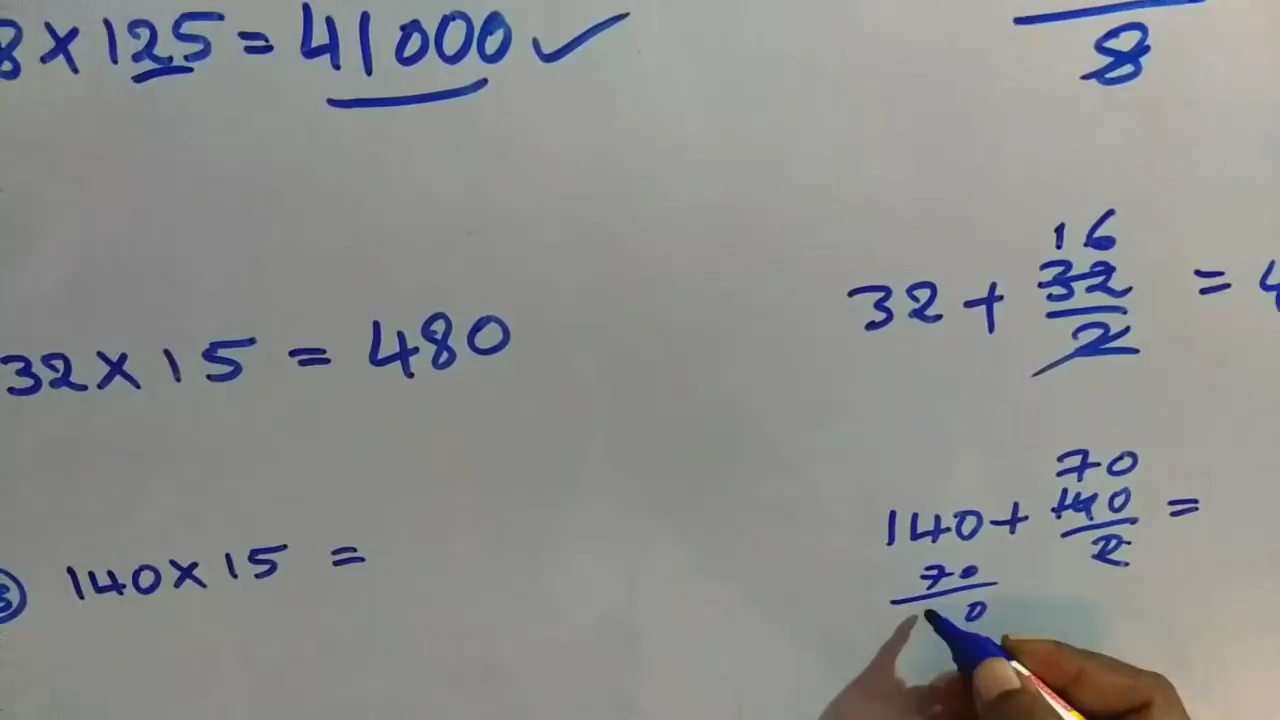 8 × 125 = 41000 ✓
8
16
32 + 32/2 = 4
32 × 15 = 480
70
140 + 140/2 =
140 × 15 =
70
0